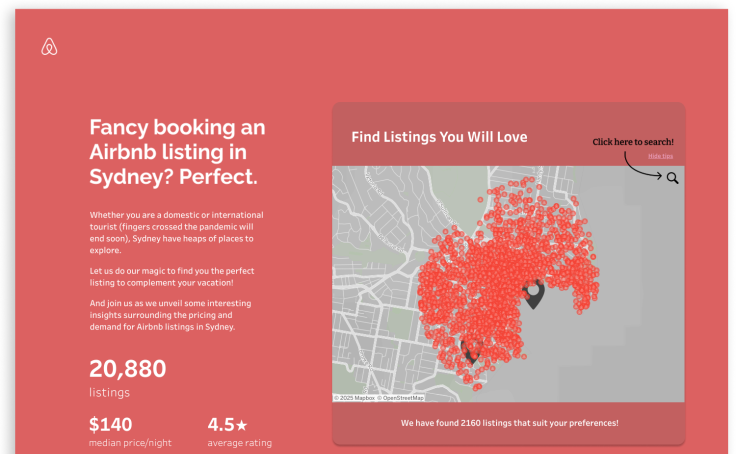 Fancy booking an
Airbnb listing in
Sydney? Perfect.
Whether you are a domestic or international
tourist (fingers crossed the pandemic will
end soon), Sydney have heaps of places to
explore.
Let us do our magic to find you the perfect
listing to complement your vacation!
And join us as we unveil some interesting
insights surrounding the pricing and
demand for Airbnb listings in Sydney.
20,880
listings
$140
median price/night
4.5★
average rating
Find Listings You Will Love
Click here to search!
Hide tips
© 2025 Mapbox © OpenStreetMap
We have found 2160 listings that suit your preferences!